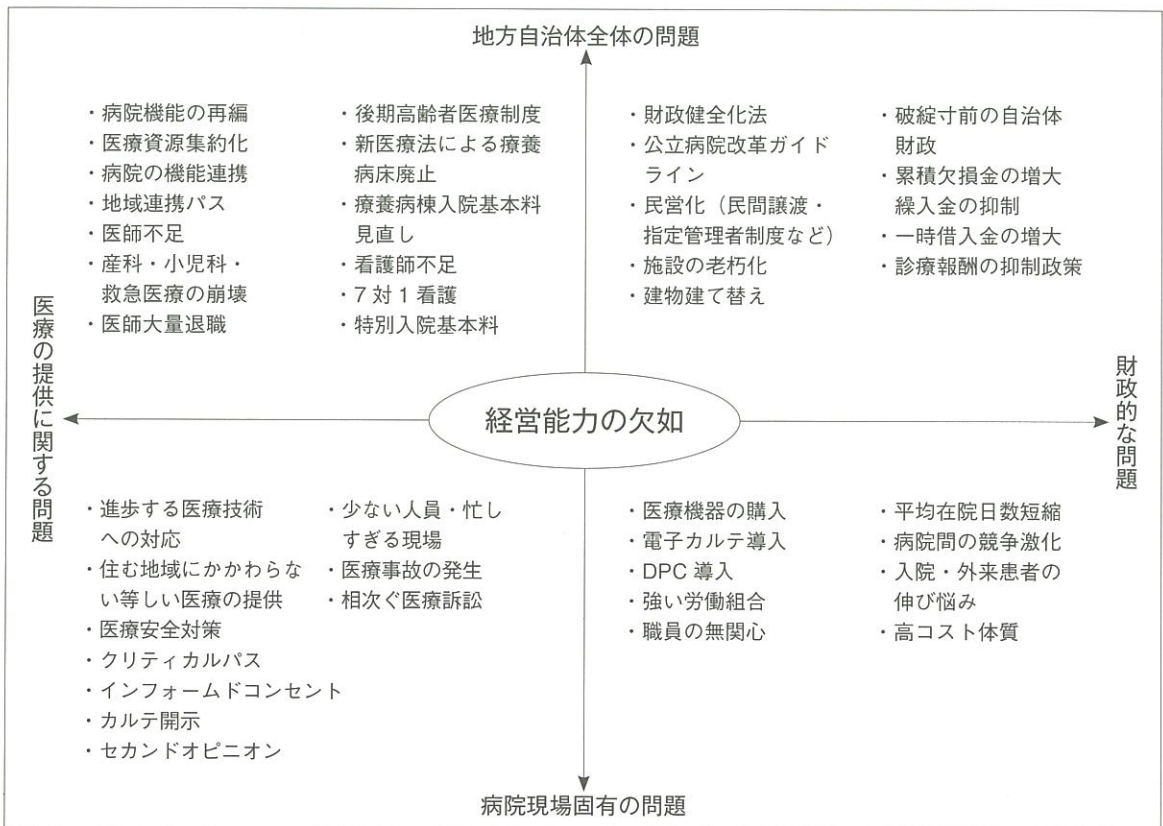 地方自治体全体の問題
・病院機能の再編
・医療資源集約化
・病院の機能連携
・地域連携パス
・医師不足
・産科・小児科・
救急医療の崩壊
・医師大量退職
・後期高齢者医療制度
・新医療法による療養
病床廃止
・療養病棟入院基本料
見直し
・看護師不足
・7 対 1 看護
・特別入院基本料
・財政健全化法
・公立病院改革ガイド
ライン
・民営化（民間譲渡・
指定管理者制度など）
・施設の老朽化
・建物建て替え
・破綻寸前の自治体
財政
・累積欠損金の増大
繰入金の抑制
・一時借入金の増大
・診療報酬の抑制政策
医療の提供に関する問題
経営能力の欠如
財政的な問題
・進歩する医療技術
への対応
・住む地域にかかわらな
い等しい医療の提供
・医療安全対策
・クリティカルパス
・インフォームドコンセント
・カルテ開示
・セカンドオピニオン
・少ない人員・忙し
すぎる現場
・医療事故の発生
・相次ぐ医療訴訟
・医療機器の購入
・電子カルテ導入
・DPC 導入
・強い労働組合
・職員の無関心
・平均在院日数短縮
・病院間の競争激化
・入院・外来患者の
伸び悩み
・高コスト体質
病院現場固有の問題